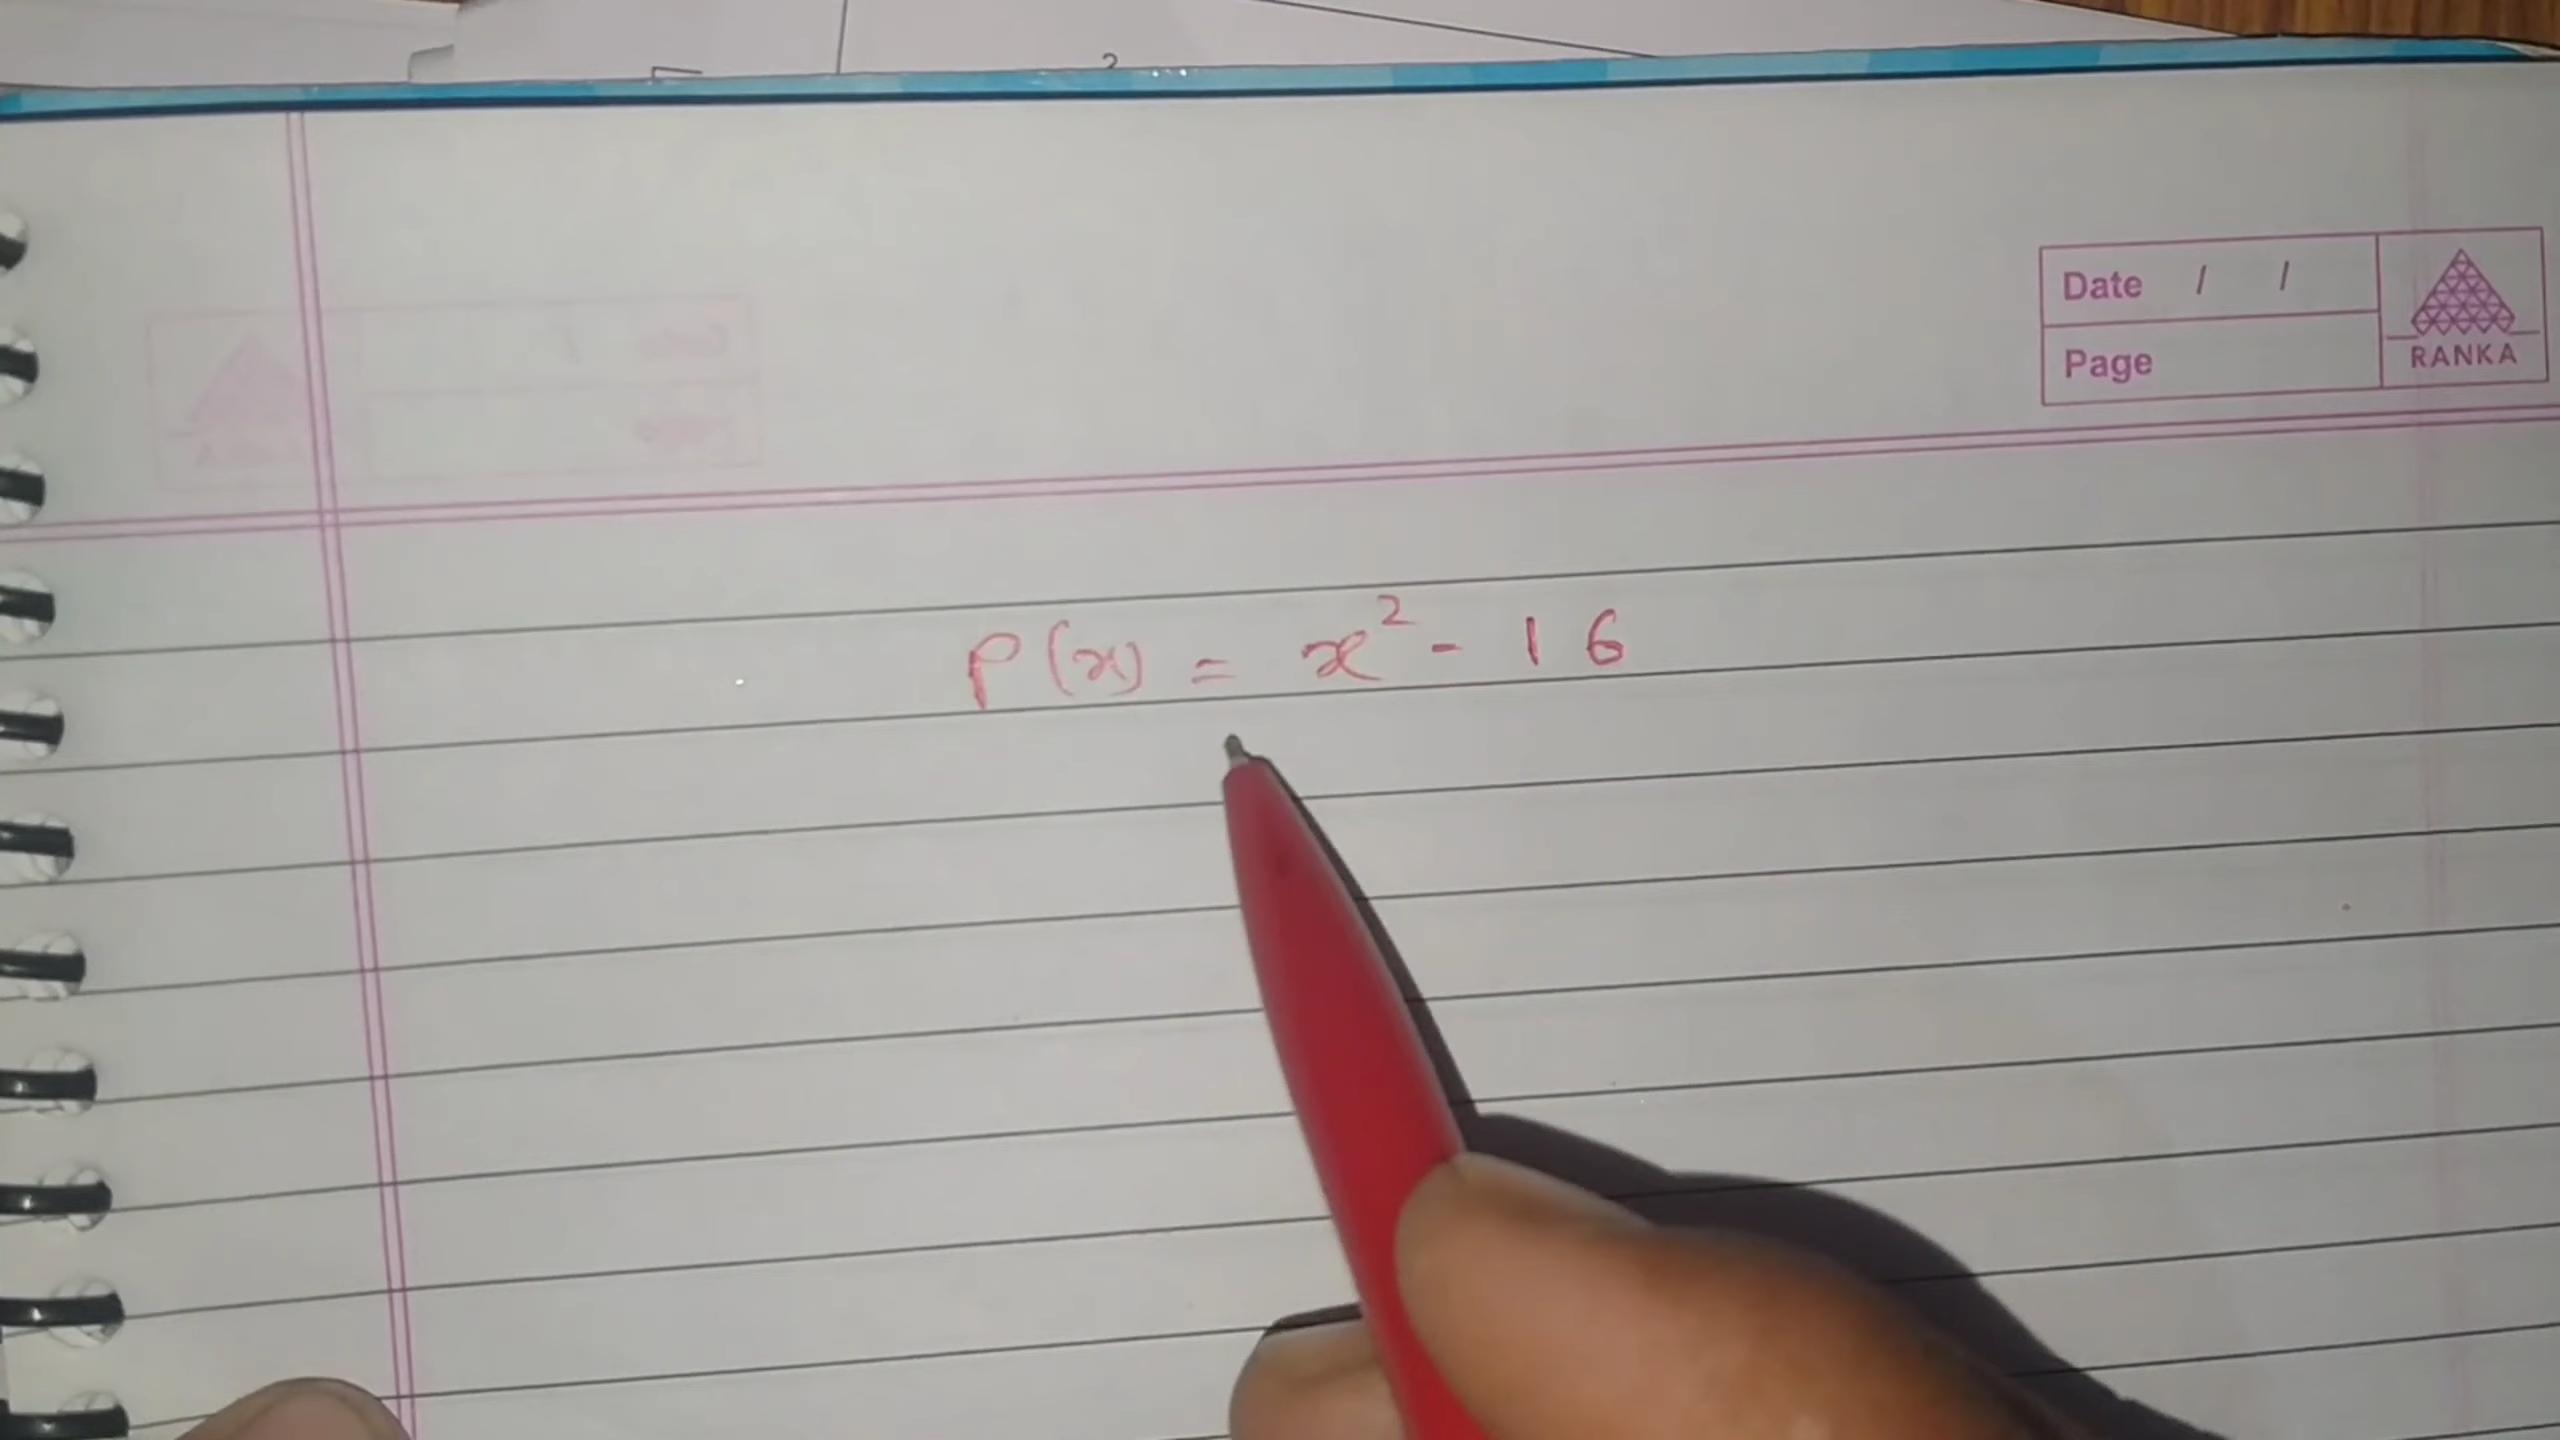 Date / /
Page
RANKA
P(x) = x² - 16